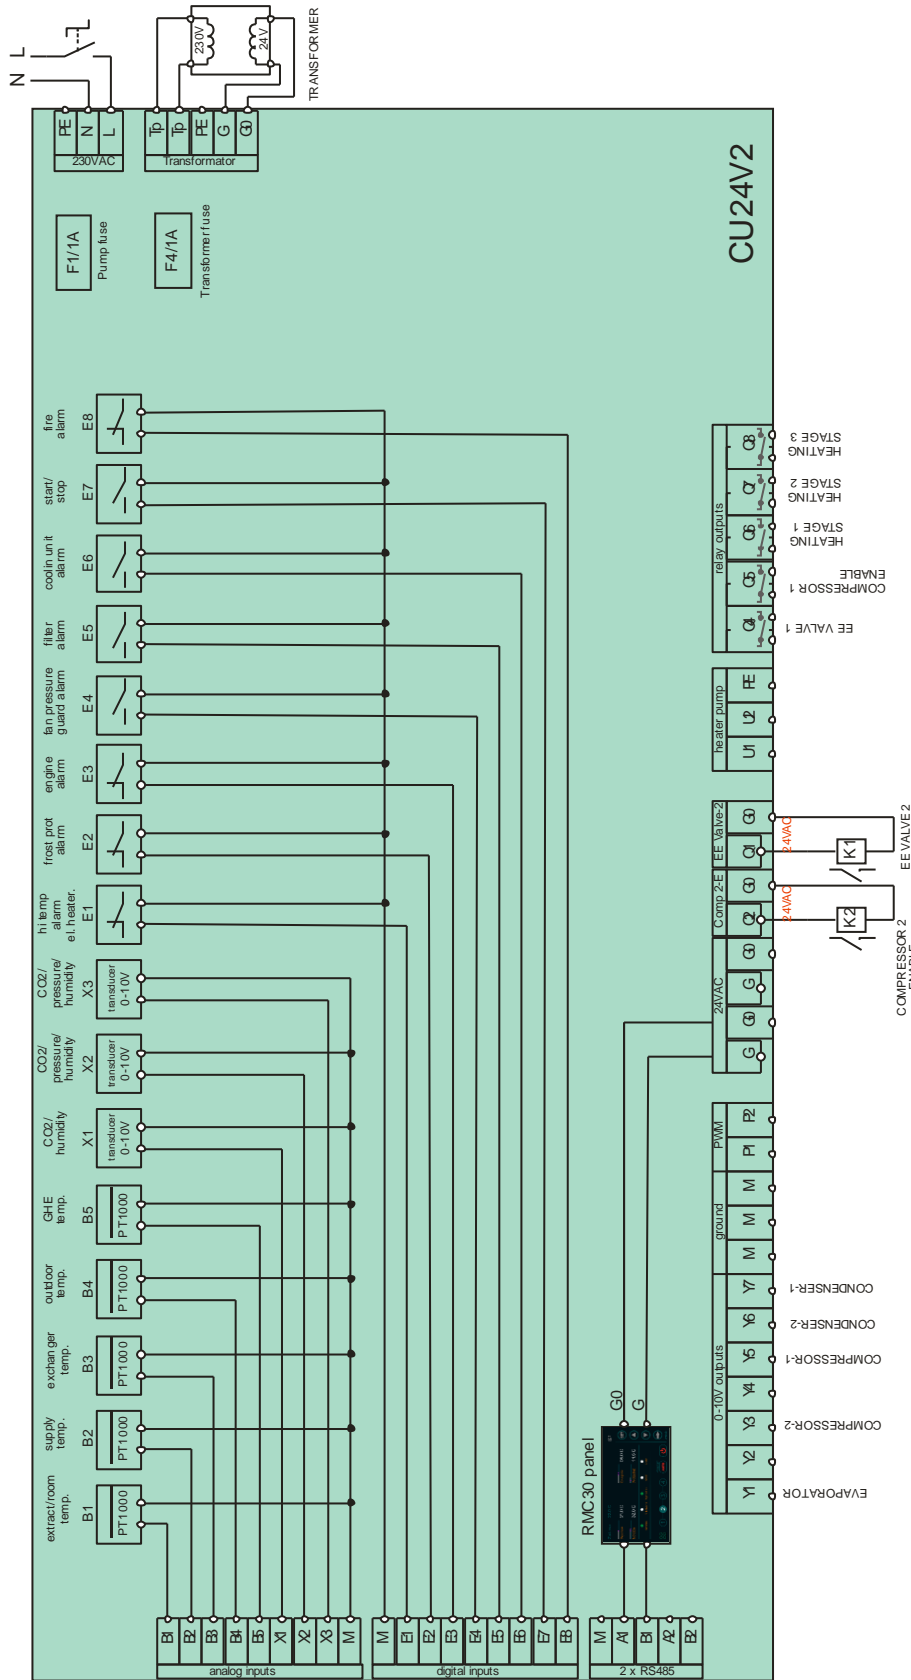 N
L
230V
24V
TRANSFORMER
PE
N
L
230VAC
Tp
Tp
PE
G
G0
Transformator
F1/1A
Pump fuse
F4/1A
Transformer fuse
CU24V2
fire
alarm
E8
start/
stop
E7
coolin unit
alarm
E6
filter
alarm
E5
fan pressure
guard alarm
E4
engine
alarm
E3
frost prot
alarm
E2
hi temp
alarm
el. heater.
E1
CO2/
pressure/
humidity
X3
transducer
0-10V
CO2/
pressure/
humidity
X2
transducer
0-10V
CO2/
humidity
X1
transducer
0-10V
GHE
temp.
B5
PT1000
outdoor
temp.
B4
PT1000
exchanger
temp.
B3
PT1000
supply
temp.
B2
PT1000
extract/room
temp.
B1
PT1000
relay outputs
Q8
Q7
Q6
Q5
Q4
HEATING
STAGE 3
HEATING
STAGE 2
HEATING
STAGE 1
COMPRESSOR 1
ENABLE
EE VALVE 1
heater pump
PE
U2
U1
EE Valve-2
G0
Q1
Comp 2-E
G0
Q2
24VAC
G0
G
G0
G
24VAC
K1
EE VALVE 2
24VAC
K2
COMPRESSOR 2
PWM
P2
P1
ground
M
M
M
0-10V outputs
Y7
Y6
Y5
Y4
Y3
Y2
Y1
CONDENSER-1
CONDENSER-2
COMPRESSOR-1
COMPRESSOR-2
EVAPORATOR
RMC30 panel
G0
G
B1
B2
B3
B4
B5
X1
X2
X3
M
analog inputs
M
E1
E2
E3
E4
E5
E6
E7
E8
digital inputs
M
A1
B1
A2
B2
2 x RS485